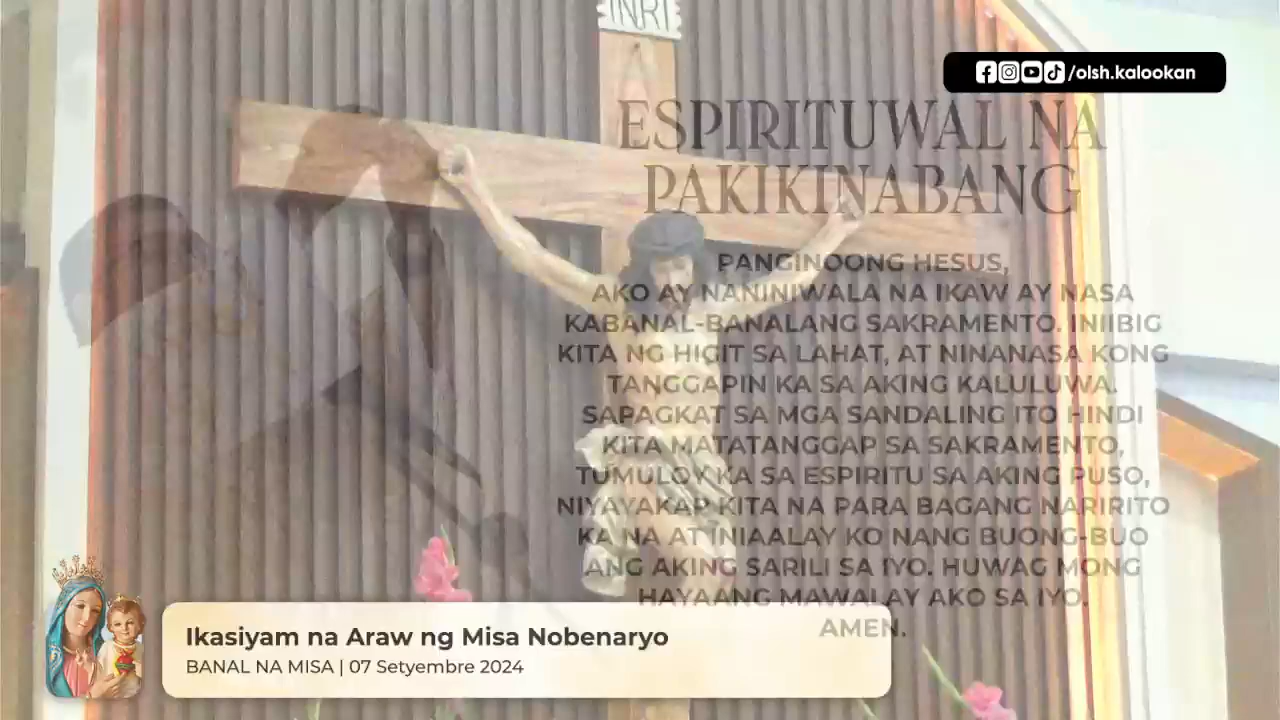 INRI
/olsh.kalookan
ESPIRITUWAL NA
PAKIKINABANG
PANGINOONG HESUS,
AKO AY NANINIWALA NA IKAW AY NASA
KABANAL-BANALANG SAKRAMENTO. INIIBIG
KITA NG HIGIT SA LAHAT, AT NINANASA KONG
TANGGAPIN KA SA AKING KALULUWA.
SAPAGKAT SA MGA SANDALING ITO HINDI
KITA MATATANGGAP SA SAKRAMENTO,
TUMULOY KA SA ESPIRITU SA AKING PUSO,
NIYAYAKAP KITA NA PARA BAGANG NARIRITO
KA NA AT INIAALAY KO NANG BUONG-BUO
ANG AKING SARILI SA IYO. HUWAG MONG
HAYAANG MAWALAY AKO SA IYO.
AMEN.
Ikasiyam na Araw ng Misa Nobenaryo
BANAL NA MISA | 07 Setyembre 2024